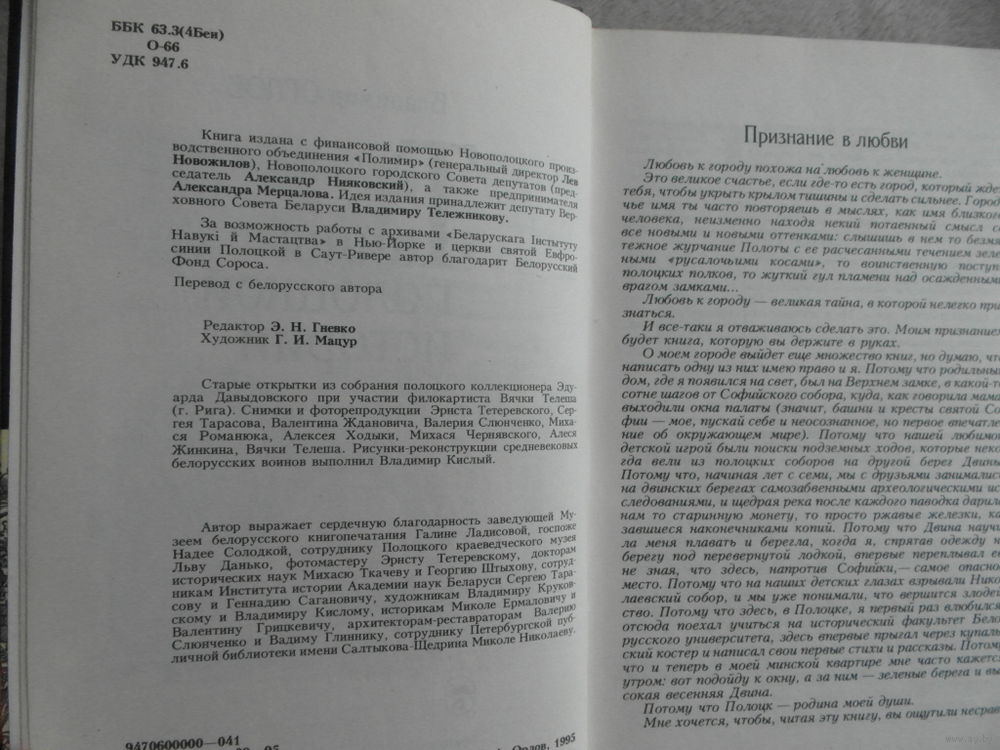 ББК 63.3(4Беи)
О-66
УДК 947.6
Книга издана с финансовой помощью Новополоцкого произ-
водственного объединения «Полимир» (генеральный директор Лев
Новожилов), Новополоцкого городского Совета депутатов (пред-
седатель Александр Нияковский), а также предпринимателя
Александра Мерцалова. Идея издания принадлежит депутату Вер-
ховного Совета Беларуси Владимиру Тележникову.
За возможность работы с архивами «Беларускага Інстытуту
Навукі й Мастацтва» в Нью-Йорке и церкви святой Евфро-
синии Полоцкой в Саут-Ривере автор благодарит Белорусский
Фонд Сороса.
Перевод с белорусского автора
Редактор Э. Н. Гневко
Художник Г. И. Мацур
Старые открытки из собрания полоцкого коллекционера Эду-
арда Давыдовского при участии филокартиста Вячки Телеша
(г. Рига). Снимки и фоторепродукции Эрнста Тетеревского, Сер-
гея Тарасова, Валентина Ждановича, Валерия Слюнченко, Миха-
ся Романюка, Алексея Ходыки, Михася Чернявского, Алеся
Жинкина, Вячки Телеша. Рисунки-реконструкции средневековых
белорусских воинов выполнил Владимир Кислый.
Автор выражает сердечную благодарность заведующей Му-
зеем белорусского книгопечатания Галине Ладисовой, госпоже
Надее Солодкой, сотруднику Полоцкого краеведческого музея
Льву Данько, фотомастеру Эрнсту Тетеревскому, докторам
исторических наук Михасю Ткачеву и Георгию Штыхову, сотруд-
никам Института истории Академии наук Беларуси Сергею Тара-
сову и Геннадию Сагановичу, художникам Владимиру Круков-
скому и Владимиру Кислому, историкам Миколе Ермаловичу и
Валентину Грицкевичу, архитекторам-реставраторам Валерию
Слюнченко и Вадиму Глиннику, сотруднику Петербургской пуб-
личной библиотеки имени Салтыкова-Щедрина Миколе Николаеву.
9470600000—041
Орлов, 1995
Признание в любви
Любовь к городу похожа на любовь к женщине.
Это великое счастье, если где-то есть город, который жде
тебя, чтобы укрыть крылом тишины и сделать сильнее. Город
чье имя ты часто повторяешь в мыслях, как имя близког
человека, неизменно находя некий потаенный смысл с
все новыми и новыми оттенками: слышишь в нем то безмя
тежное журчание Полоты с ее расчесанными течением зеле
ными «русалочьими косами», то воинственную поступ
полоцких полков, то жуткий гул пламени над осажденным
врагом замками...
Любовь к городу — великая тайна, в которой нелегко при
знаться.
И все-таки я отваживаюсь сделать это. Моим признание
будет книга, которую вы держите в руках.
О моем городе выйдет еще множество книг, но думаю, чт
написать одну из них имею право и я. Потому что родильны
дом, где я появился на свет, был на Верхнем замке, в какой-т
сотне шагов от Софийского собора, куда, как говорила мама
выходили окна палаты (значит, башни и кресты святой Со
фии — мое, пускай себе и неосознанное, но первое впечатле
ние об окружающем мире). Потому что нашей любимо
детской игрой были поиски подземных ходов, которые неко
гда вели из полоцких соборов на другой берег Двины
Потому что, начиная лет с семи, мы с друзьями занималис
на двинских берегах самозабвенными археологическими ис
следованиями, и щедрая река после каждого паводка дарил
нам то старинную монету, то просто ржавые железки, ка
завшиеся наконечниками копий. Потому что Двина научи
ла меня плавать и берегла, когда я, спрятав одежду н
берегу под перевернутой лодкой, впервые переплывал е
не зная, что здесь, напротив Софийки,— самое опасно
место. Потому что на наших детских глазах взрывали Нико
лаевский собор, и мы уже понимали, что вершится злодей
ство. Потому что здесь, в Полоцке, я первый раз влюбился
отсюда поехал учиться на исторический факультет Бело
русского университета, здесь впервые прыгал через купаль
ский костер и написал свои первые стихи и рассказы. Потом
что и теперь в моей минской квартире мне часто кажетс
утром: вот подойду к окну, а за ним — зеленые берега и вы
сокая весенняя Двина.
Потому что Полоцк — родина моей души.
Мне хочется, чтобы, читая эту книгу, вы ощутили несрав